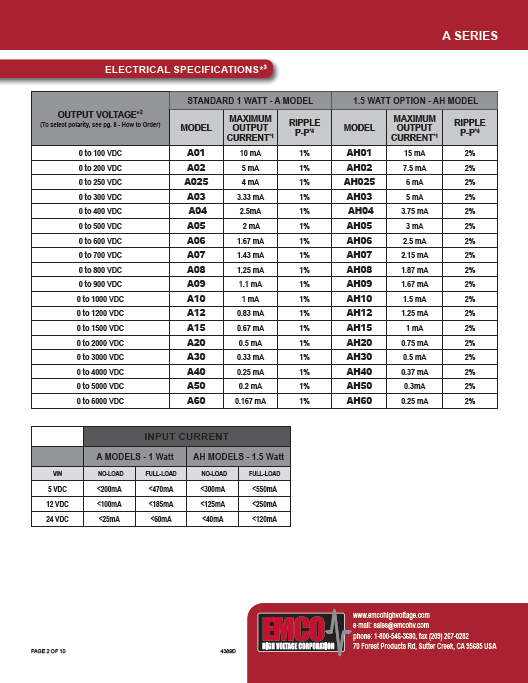 A SERIES
ELECTRICAL SPECIFICATIONS*³
OUTPUT VOLTAGE*² STANDARD 1 WATT - A MODEL 1.5 WATT OPTION - AH MODEL
(To select polarity, see pg. 8 - How to Order) MODEL MAXIMUM OUTPUT CURRENT*¹ RIPPLE P-P*⁴ MODEL MAXIMUM OUTPUT CURRENT*¹ RIPPLE P-P*⁴
0 to 100 VDC A01 10 mA 1% AH01 15 mA 2%
0 to 200 VDC A02 5 mA 1% AH02 7.5 mA 2%
0 to 250 VDC A025 4 mA 1% AH025 6 mA 2%
0 to 300 VDC A03 3.33 mA 1% AH03 5 mA 2%
0 to 400 VDC A04 2.5mA 1% AH04 3.75 mA 2%
0 to 500 VDC A05 2 mA 1% AH05 3 mA 2%
0 to 600 VDC A06 1.67 mA 1% AH06 2.5 mA 2%
0 to 700 VDC A07 1.43 mA 1% AH07 2.15 mA 2%
0 to 800 VDC A08 1.25 mA 1% AH08 1.87 mA 2%
0 to 900 VDC A09 1.1 mA 1% AH09 1.67 mA 2%
0 to 1000 VDC A10 1 mA 1% AH10 1.5 mA 2%
0 to 1200 VDC A12 0.83 mA 1% AH12 1.25 mA 2%
0 to 1500 VDC A15 0.67 mA 1% AH15 1 mA 2%
0 to 2000 VDC A20 0.5 mA 1% AH20 0.75 mA 2%
0 to 3000 VDC A30 0.33 mA 1% AH30 0.5 mA 2%
0 to 4000 VDC A40 0.25 mA 1% AH40 0.37 mA 2%
0 to 5000 VDC A50 0.2 mA 1% AH50 0.3mA 2%
0 to 6000 VDC A60 0.167 mA 1% AH60 0.25 mA 2%
INPUT CURRENT
A MODELS - 1 Watt AH MODELS - 1.5 Watt
VIN NO-LOAD FULL-LOAD NO-LOAD FULL-LOAD
5 VDC <200mA <470mA <300mA <550mA
12 VDC <100mA <185mA <125mA <250mA
24 VDC <25mA <60mA <40mA <120mA
EMCO
HIGH VOLTAGE CORPORATION
www.emcohighvoltage.com
e-mail: sales@emcohv.com
phone: 1-800-546-3680, fax (209) 267-0282
70 Forest Products Rd, Sutter Creek, CA 95685 USA
PAGE 2 OF 10 4389D